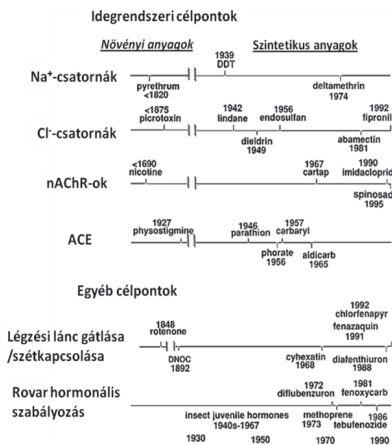 Idegrendszeri célpontok
Növényi anyagok
Szintetikus anyagok
Na⁺-csatornák
1939
DDT
pyrethrum
<1820
deltamethrin
1974
Cl⁻-csatornák
<1875
picrotoxin
1942
lindane
1956
endosulfan
1992
fipronil
dieldrin
1949
abamectin
1981
nAChR-ok
<1690
nicotine
1967
cartap
1990
imidacloprid
spinosad
1995
ACE
1927
physostigmine
1946
parathion
1957
carbaryl
phorate
1956
aldicarb
1965
Egyéb célpontok
Légzési lánc gátlása
/szétkapcsolása
1848
rotenone
DNOC
1892
1992
chlorfenapyr
fenazaquin
1991
cyhexatin
1968
diafenthiuron
1988
Rovar hormonális
szabályozás
1972
diflubenzuron
1981
fenoxycarb
insect juvenile hormones
1940s-1967
methoprene
1973
1986
tebufenozide
1930 1950 1970 1990